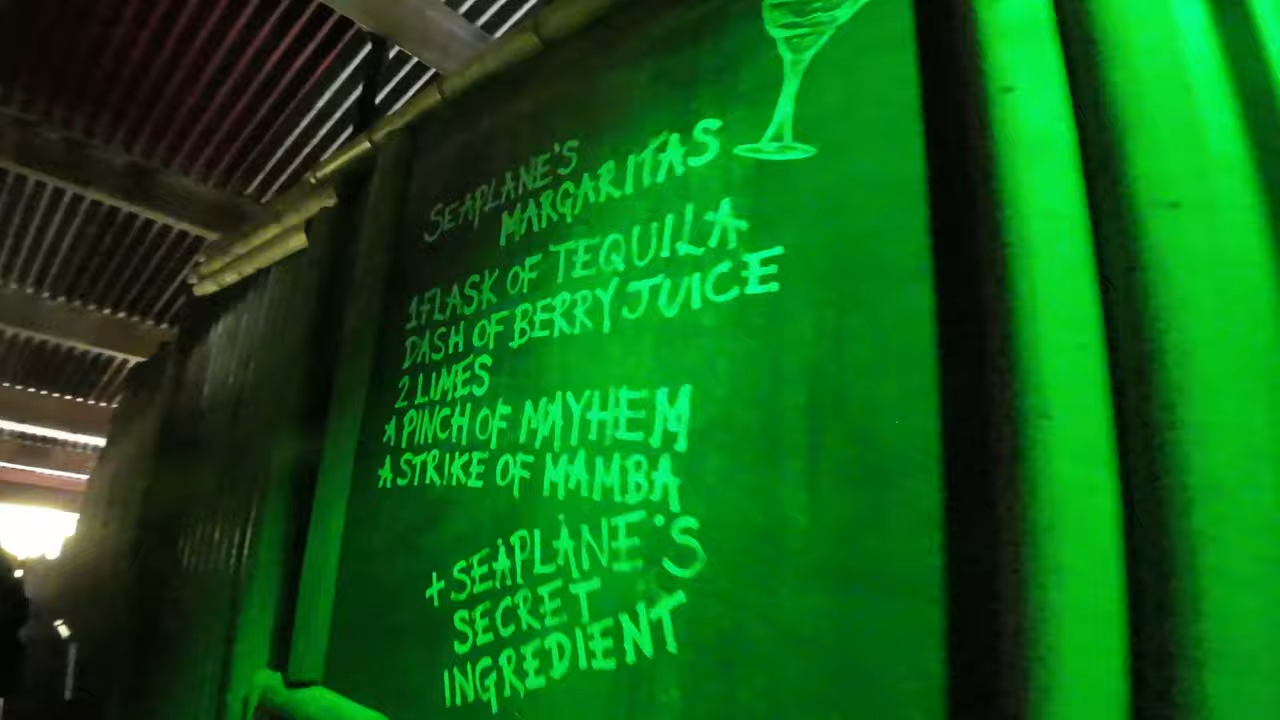 SEAPLANE'S
MARGARITAS
1 FLASK OF TEQUILA
DASH OF BERRY JUICE
2 LIMES
A PINCH OF MAYHEM
A STRIKE OF MAMBA
+ SEAPLANE'S
SECRET
INGREDIENT